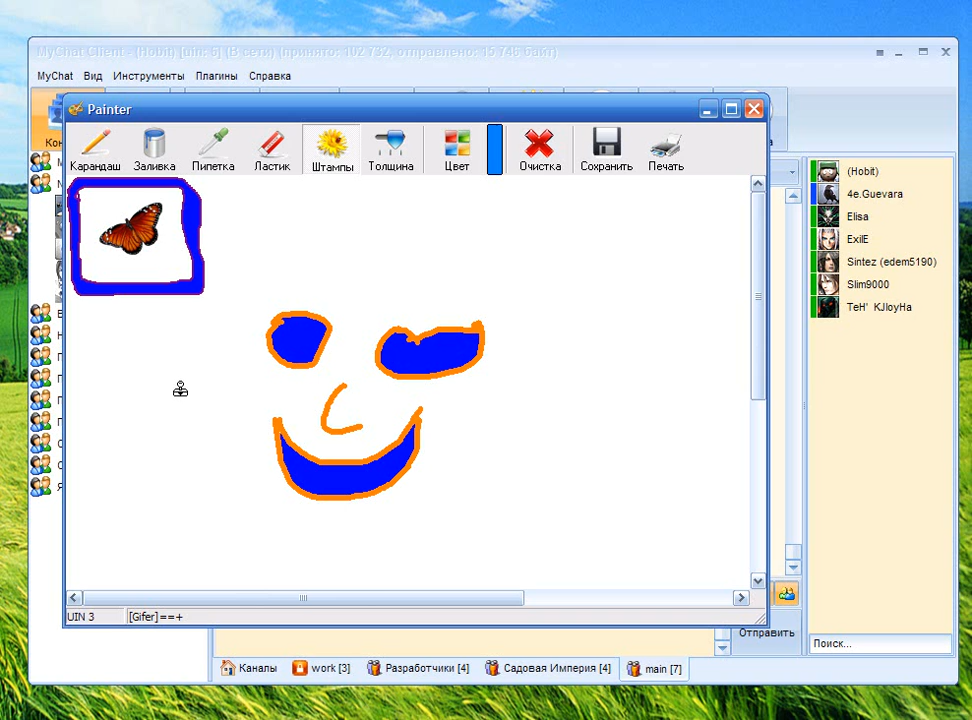 MyChat Client - (Hobit) [uin: 5] (В сети) (принято: 102 732, отправлено: 15 746 байт)
MyChat Вид Инструменты Плагины Справка
Painter
Карандаш Заливка Пипетка Ластик Штампы Толщина Цвет Очистка Сохранить Печать
(Hobit)
4e.Guevara
Elisa
ExilE
Sintez (edem5190)
Slim9000
TeH' KJloyHa
UIN 3 [Gifer]==+
Отправить
Поиск...
Каналы work [3] Разработчики [4] Садовая Империя [4] main [7]